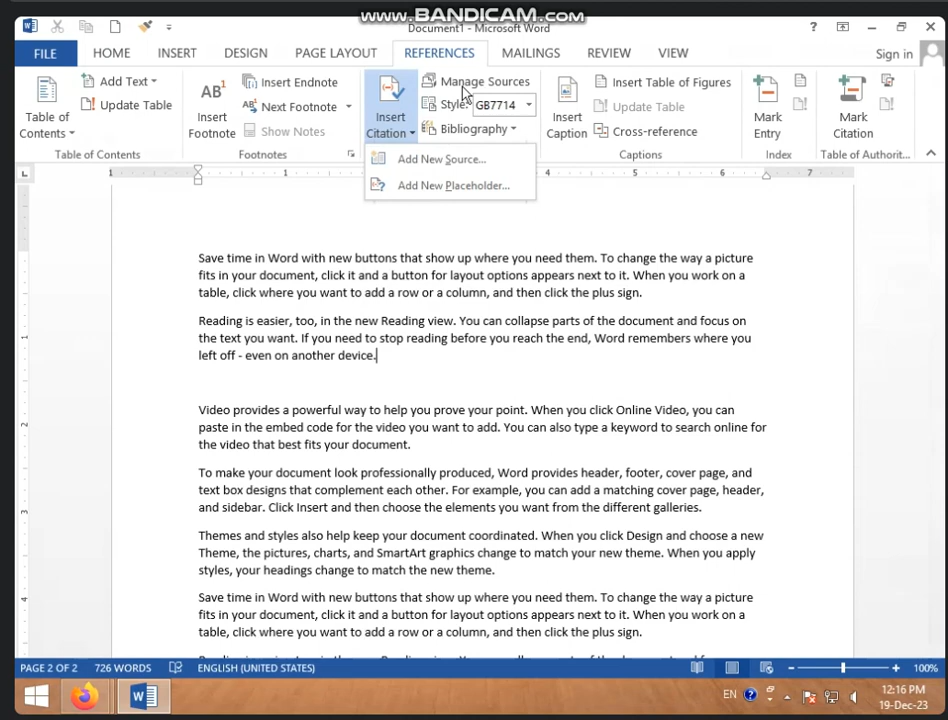 www.BANDICAM.com
Document1 - Microsoft Word
FILE HOME INSERT DESIGN PAGE LAYOUT REFERENCES MAILINGS REVIEW VIEW Sign in
Table of Contents
Add Text
Update Table
Table of Contents
AB¹
Insert Footnote
Insert Endnote
Next Footnote
Show Notes
Footnotes
Insert Citation
Manage Sources
Style: GB7714
Bibliography
Add New Source...
Add New Placeholder...
Insert Caption
Insert Table of Figures
Update Table
Cross-reference
Captions
Mark Entry
Index
Mark Citation
Table of Authorit...
1 1 4 5 6 7
Save time in Word with new buttons that show up where you need them. To change the way a picture
fits in your document, click it and a button for layout options appears next to it. When you work on a
table, click where you want to add a row or a column, and then click the plus sign.
Reading is easier, too, in the new Reading view. You can collapse parts of the document and focus on
the text you want. If you need to stop reading before you reach the end, Word remembers where you
left off - even on another device.
Video provides a powerful way to help you prove your point. When you click Online Video, you can
paste in the embed code for the video you want to add. You can also type a keyword to search online for
the video that best fits your document.
To make your document look professionally produced, Word provides header, footer, cover page, and
text box designs that complement each other. For example, you can add a matching cover page, header,
and sidebar. Click Insert and then choose the elements you want from the different galleries.
Themes and styles also help keep your document coordinated. When you click Design and choose a new
Theme, the pictures, charts, and SmartArt graphics change to match your new theme. When you apply
styles, your headings change to match the new theme.
Save time in Word with new buttons that show up where you need them. To change the way a picture
fits in your document, click it and a button for layout options appears next to it. When you work on a
table, click where you want to add a row or a column, and then click the plus sign.
1
2
3
4
PAGE 2 OF 2 726 WORDS ENGLISH (UNITED STATES) 100%
EN 12:16 PM
19-Dec-23